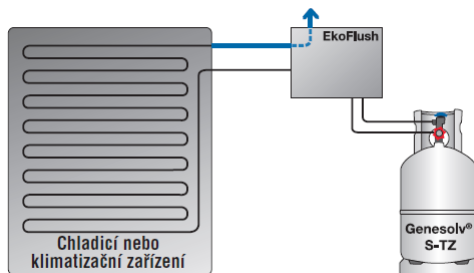 EkoFlush
Genesolv®
S-TZ
Chladicí nebo
klimatizační zařízení